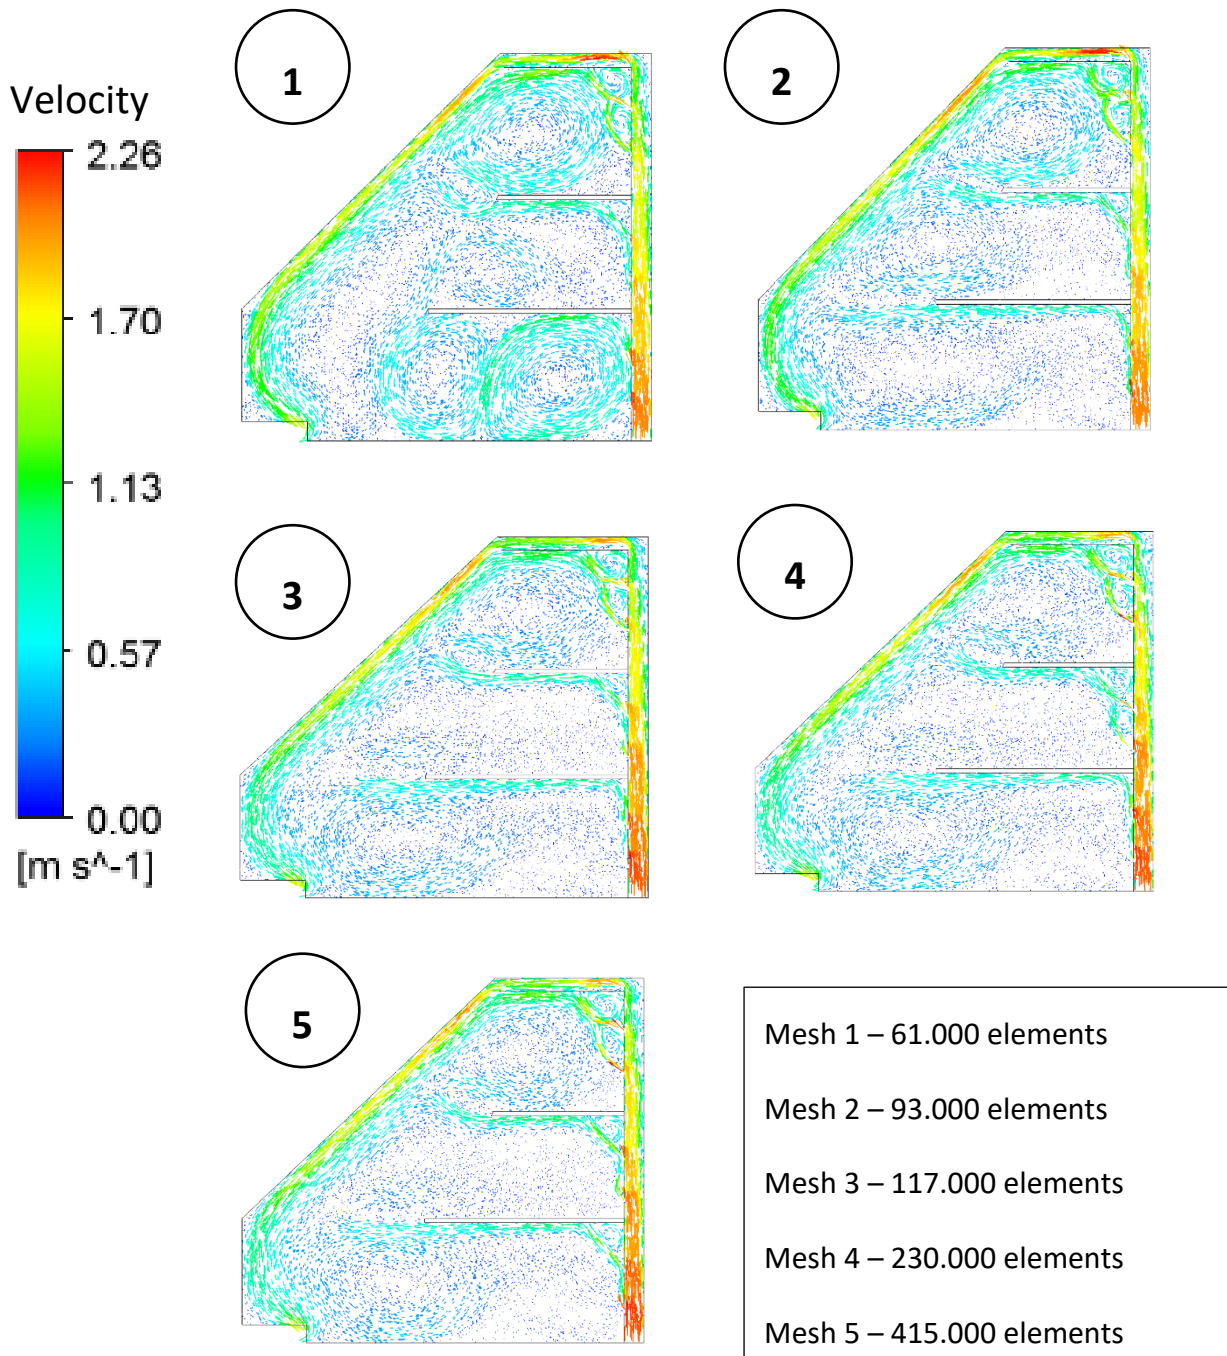 1
2
Velocity
2.26
1.70
1.13
0.57
0.00
[m s^-1]
3
4
5
Mesh 1 – 61.000 elements
Mesh 2 – 93.000 elements
Mesh 3 – 117.000 elements
Mesh 4 – 230.000 elements
Mesh 5 – 415.000 elements